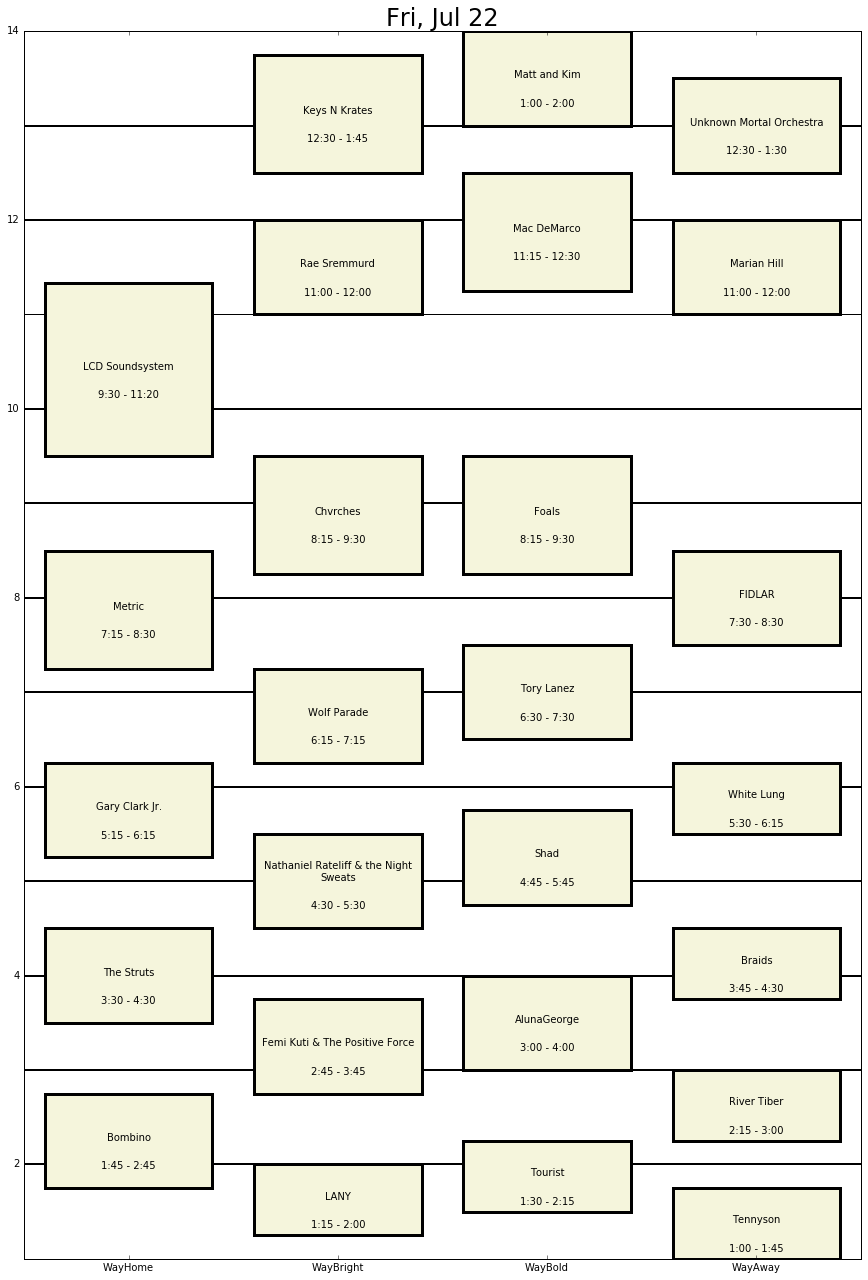 Fri, Jul 22
14
Matt and Kim
1:00 - 2:00
Keys N Krates
12:30 - 1:45
Unknown Mortal Orchestra
12:30 - 1:30
12
Mac DeMarco
11:15 - 12:30
Rae Sremmurd
11:00 - 12:00
Marian Hill
11:00 - 12:00
LCD Soundsystem
9:30 - 11:20
10
Chvrches
8:15 - 9:30
Foals
8:15 - 9:30
8
Metric
7:15 - 8:30
FIDLAR
7:30 - 8:30
Tory Lanez
6:30 - 7:30
Wolf Parade
6:15 - 7:15
6
Gary Clark Jr.
5:15 - 6:15
White Lung
5:30 - 6:15
Shad
4:45 - 5:45
Nathaniel Rateliff & the Night
Sweats
4:30 - 5:30
4
The Struts
3:30 - 4:30
Braids
3:45 - 4:30
AlunaGeorge
3:00 - 4:00
Femi Kuti & The Positive Force
2:45 - 3:45
River Tiber
2:15 - 3:00
Bombino
1:45 - 2:45
2
Tourist
1:30 - 2:15
LANY
1:15 - 2:00
Tennyson
1:00 - 1:45
WayHome
WayBright
WayBold
WayAway